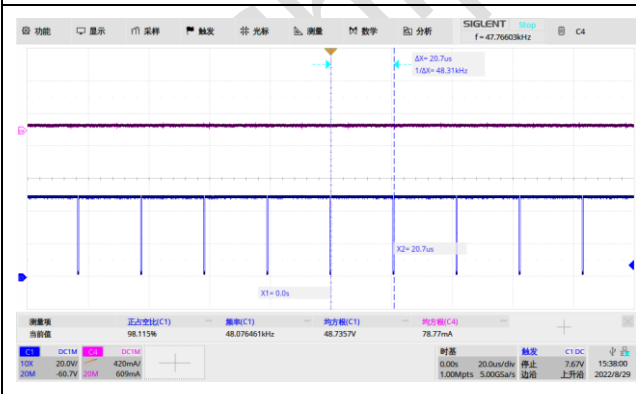 功能 显示 采样 触发 光标 测量 数学 分析 SIGLENT Stop C4
f = 47.76603kHz
ΔX= 20.7us
1/ΔX= 48.31kHz
X2= 20.7us
X1= 0.0s
测量项 正占空比(C1) 频率(C1) 均方根(C1) 均方根(C4)
当前值 98.115% 48.076461kHz 48.7357V 78.77mA
C1 DC1M C4 DC1M 时基 触发 C1 DC
10X 20.0V/ 420mA/ 0.00s 20.0us/div 停止 7.67V 15:38:00
20M -60.7V 20M 609mA 1.00Mpts 5.00GSa/s 边沿 上升沿 2022/8/29